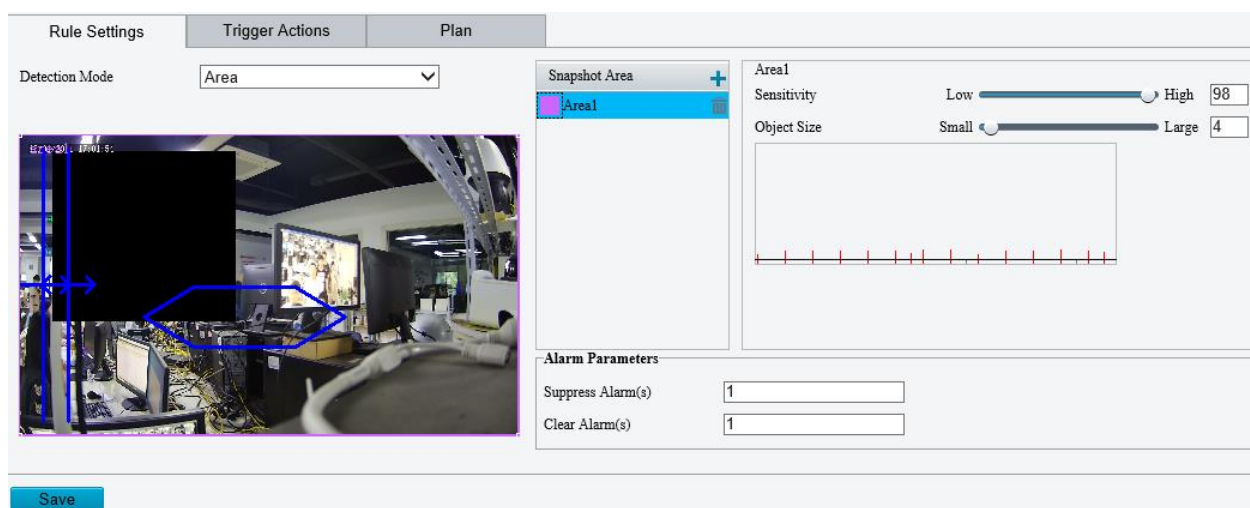 Rule Settings
Trigger Actions
Plan
Detection Mode
Area
Snapshot Area
Area1
Area1
Sensitivity
Low
High
98
Object Size
Small
Large
4
Alarm Parameters
Suppress Alarm(s)
1
Clear Alarm(s)
1
Save